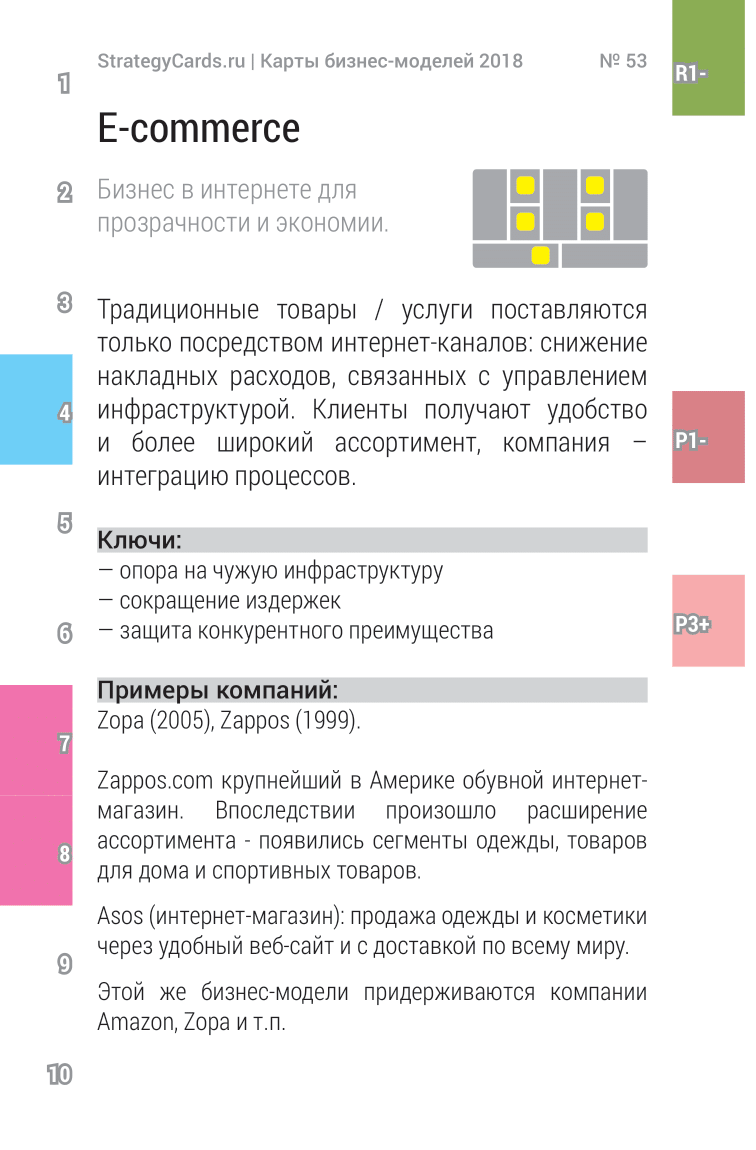 StrategyCards.ru | Карты бизнес-моделей 2018 № 53
R1-
1
E-commerce
2
Бизнес в интернете для
прозрачности и экономии.
3
Традиционные товары / услуги поставляются
только посредством интернет-каналов: снижение
накладных расходов, связанных с управлением
4
инфраструктурой. Клиенты получают удобство
и более широкий ассортимент, компания –
P1-
интеграцию процессов.
5
Ключи:
— опора на чужую инфраструктуру
— сокращение издержек
— защита конкурентного преимущества
P3+
6
Примеры компаний:
Zopa (2005), Zappos (1999).
7
Zappos.com крупнейший в Америке обувной интернет-
магазин. Впоследствии произошло расширение
ассортимента - появились сегменты одежды, товаров
8
для дома и спортивных товаров.
Asos (интернет-магазин): продажа одежды и косметики
через удобный веб-сайт и с доставкой по всему миру.
9
Этой же бизнес-модели придерживаются компании
Amazon, Zopa и т.п.
10